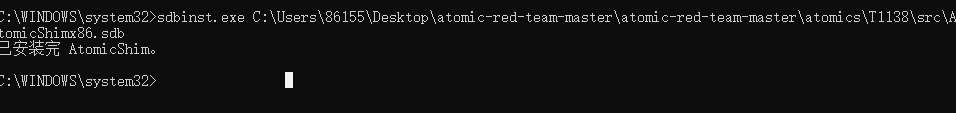 C:\WINDOWS\system32>sdbinst.exe C:\Users\86155\Desktop\atomic-red-team-master\atomic-red-team-master\atomics\T1138\src\A
tomicShimx86.sdb
已安装完 AtomicShim。
C:\WINDOWS\system32>